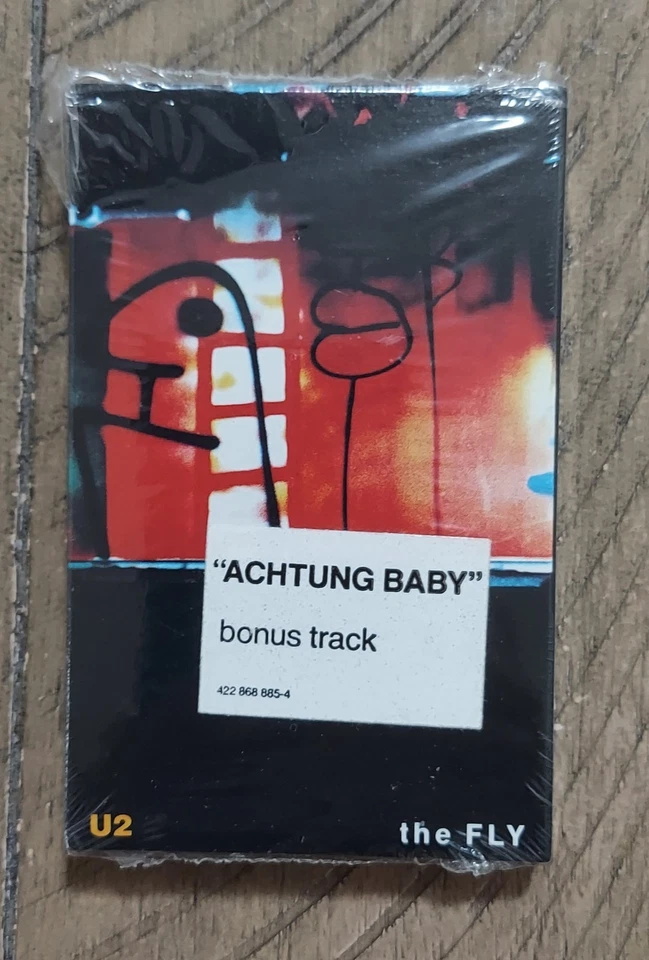 “ACHTUNG BABY”
bonus track
422 868 885-4
U2
the FLY